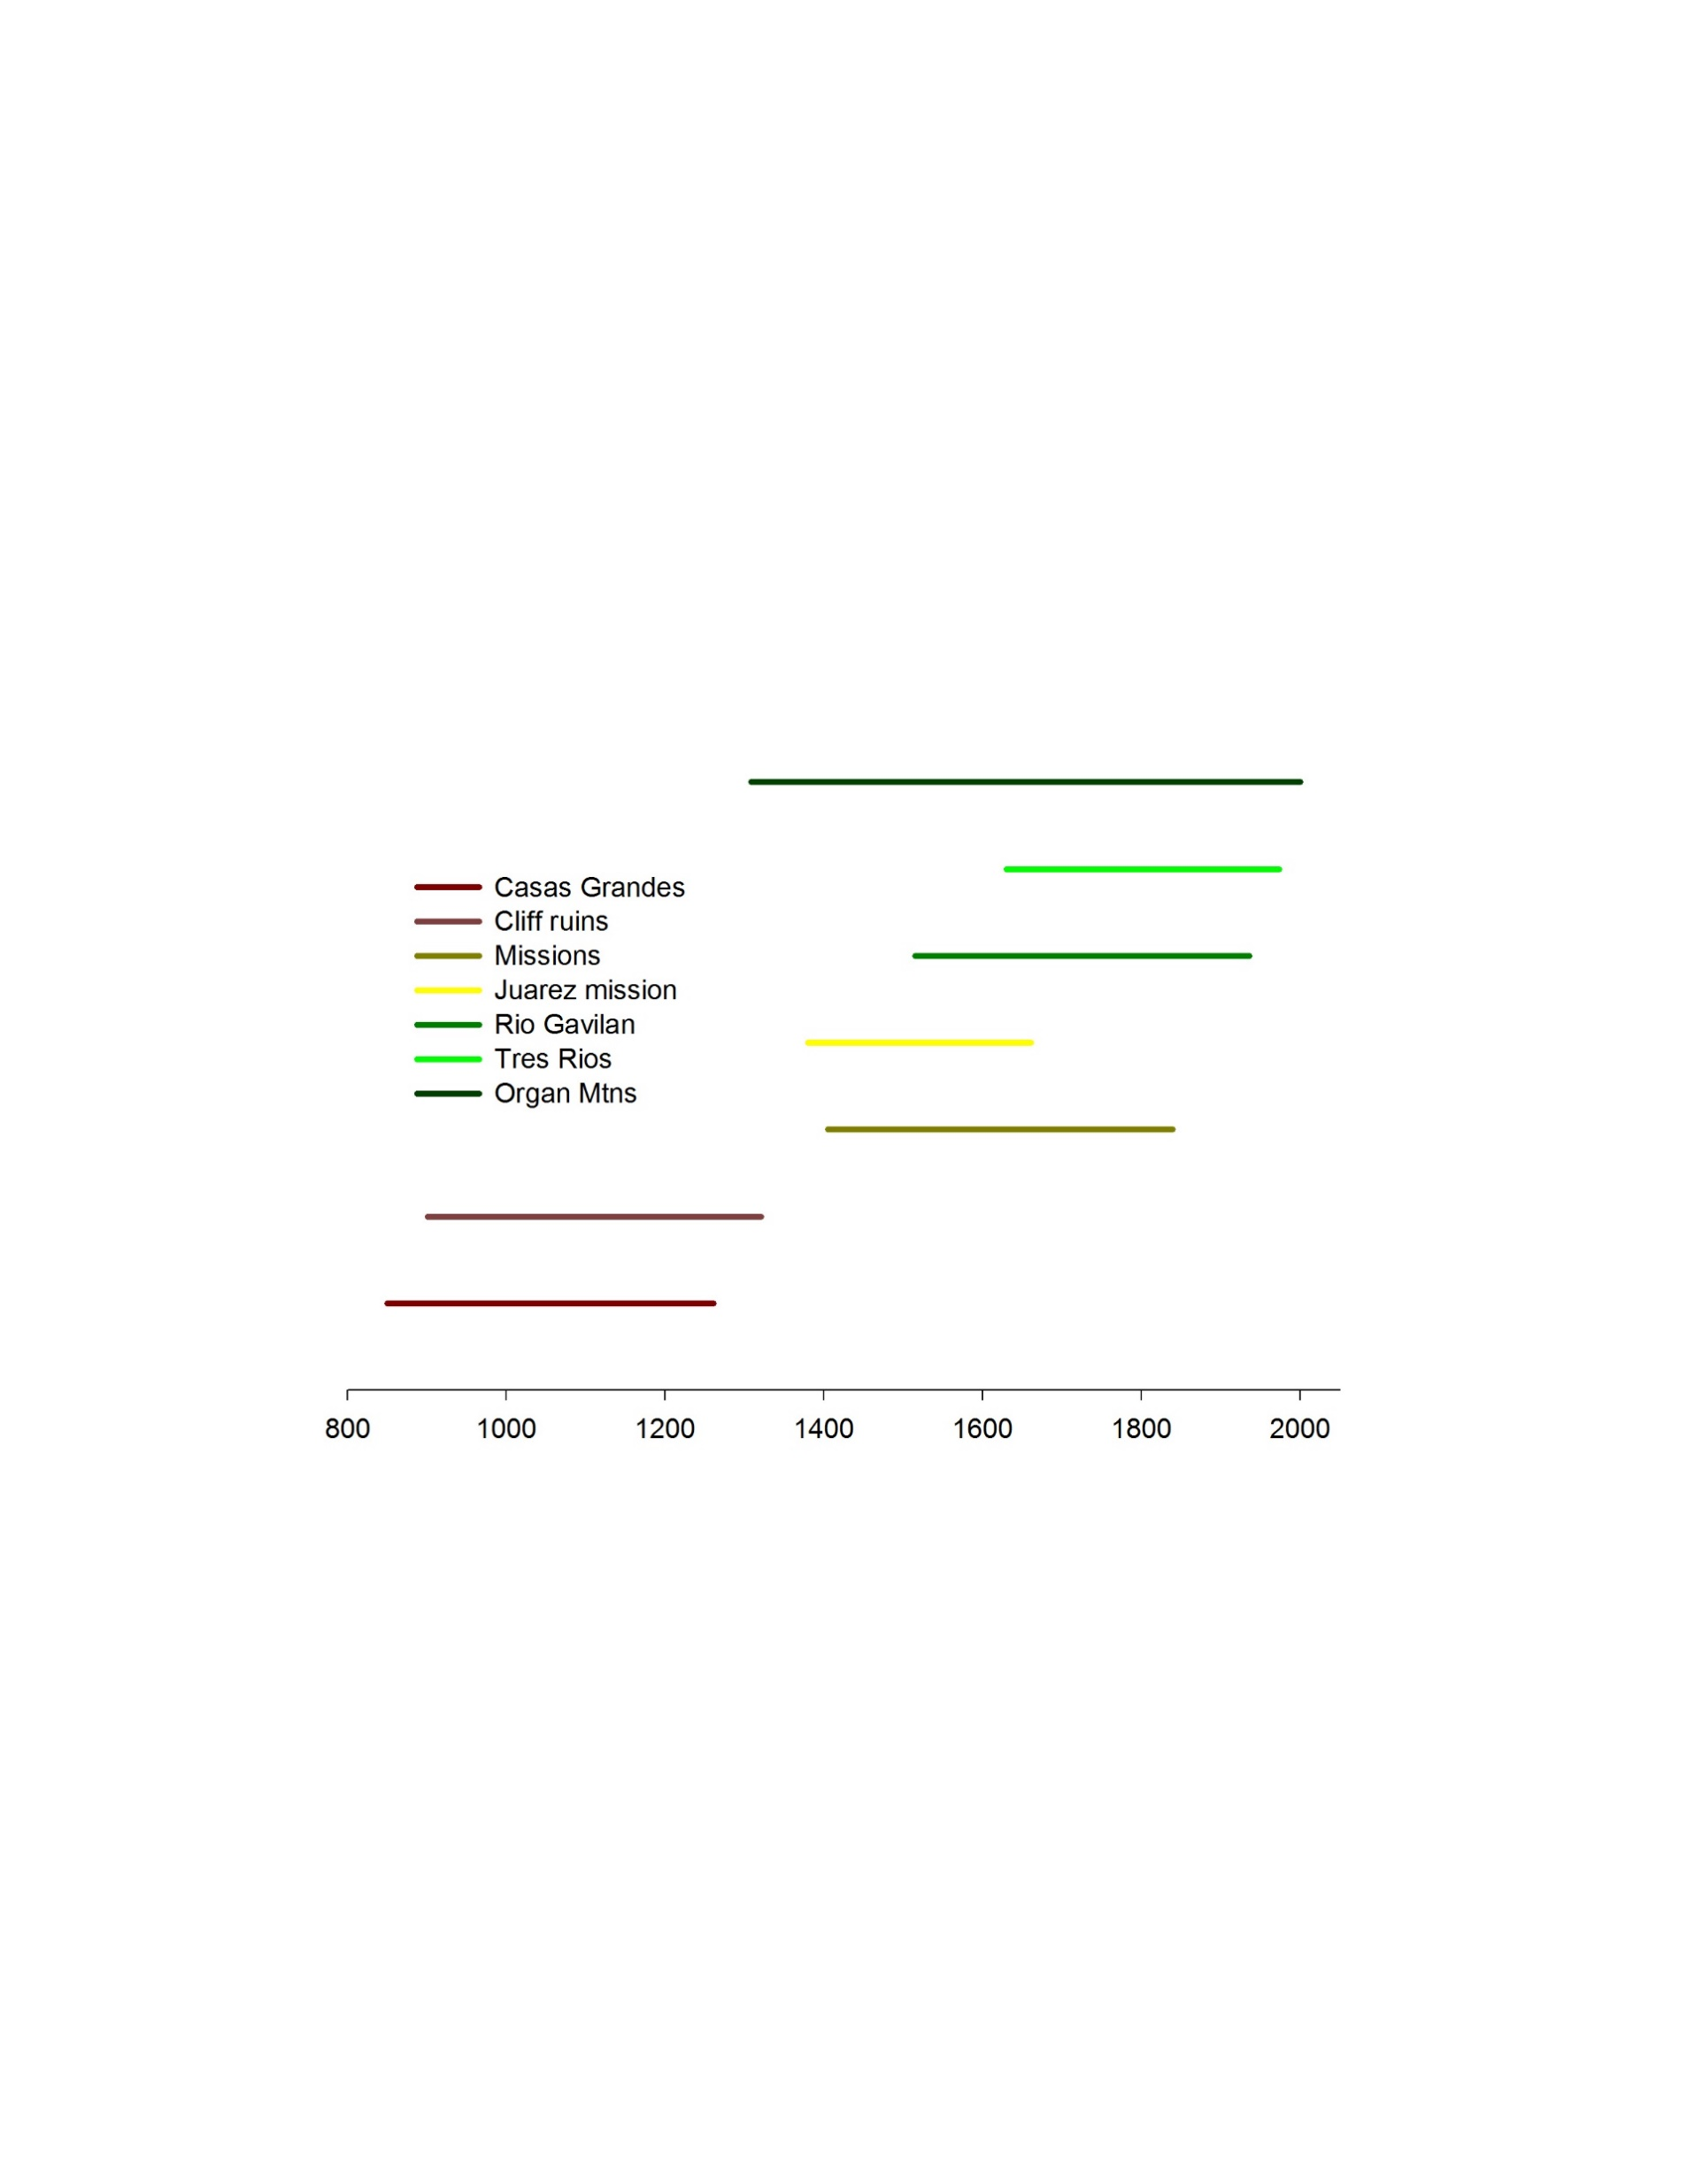 Casas Grandes
Cliff ruins
Missions
Juarez mission
Rio Gavilan
Tres Rios
Organ Mtns
800 1000 1200 1400 1600 1800 2000